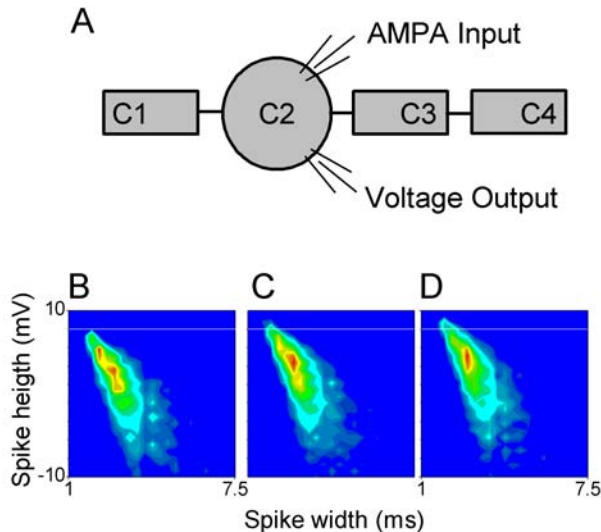 A
AMPA Input
C1
C2
C3
C4
Voltage Output
B
C
D
10
Spike heigth (mV)
-10
1
7.5
1
7.5
Spike width (ms)